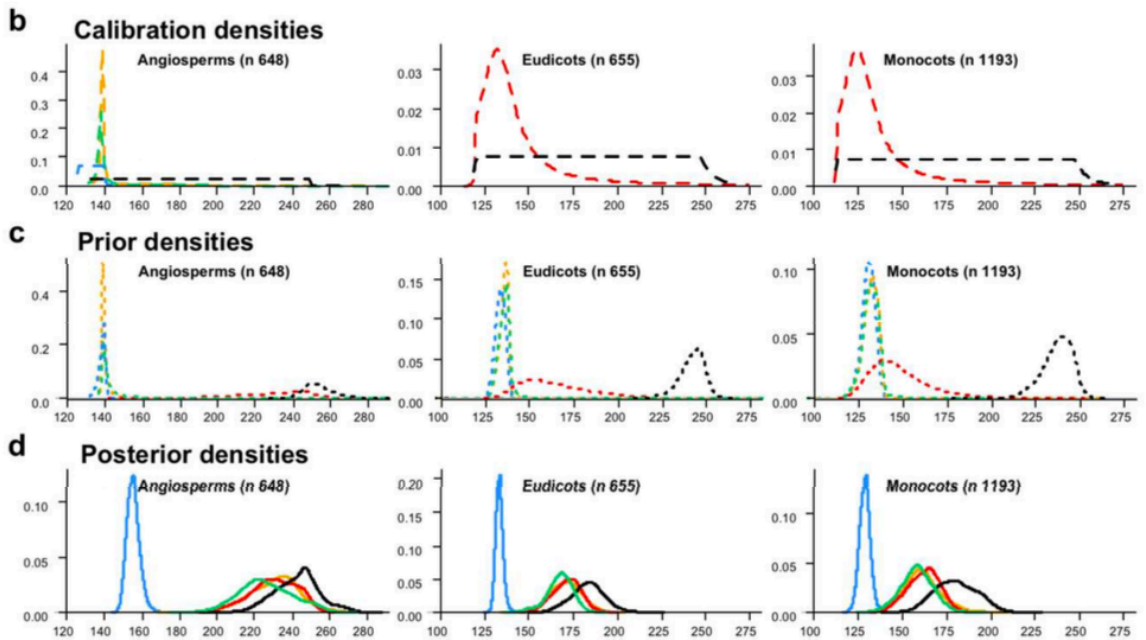 b Calibration densities
Angiosperms (n 648) Eudicots (n 655) Monocots (n 1193)
0.4 0.3 0.2 0.1 0.0
0.03 0.02 0.01 0.00
0.03 0.02 0.01 0.00
120 140 160 180 200 220 240 260 280
100 125 150 175 200 225 250 275
100 125 150 175 200 225 250 275
c Prior densities
Angiosperms (n 648) Eudicots (n 655) Monocots (n 1193)
0.4 0.2 0.0
0.15 0.10 0.05 0.00
0.10 0.05 0.00
120 140 160 180 200 220 240 260 280
100 125 150 175 200 225 250 275
100 125 150 175 200 225 250 275
d Posterior densities
Angiosperms (n 648) Eudicots (n 655) Monocots (n 1193)
0.10 0.05 0.00
0.20 0.15 0.10 0.05 0.00
0.10 0.05 0.00
120 140 160 180 200 220 240 260 280
100 125 150 175 200 225 250 275
100 125 150 175 200 225 250 275